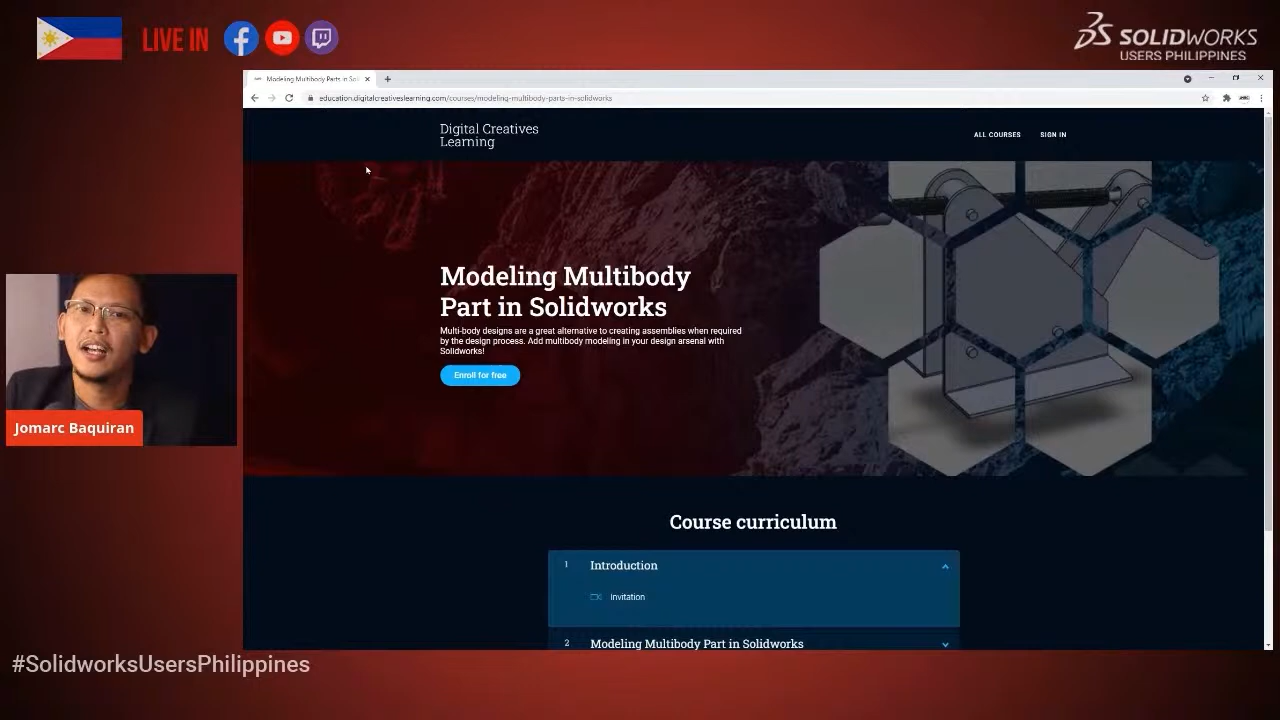 LIVE IN
SOLIDWORKS
USERS PHILIPPINES
Modeling Multibody Parts in Soli
education.digitalcreativeslearning.com/courses/modeling-multibody-parts-in-solidworks
Digital Creatives
Learning
ALL COURSES
SIGN IN
Modeling Multibody
Part in Solidworks
Multi-body designs are a great alternative to creating assemblies when required
by the design process. Add multibody modeling in your design arsenal with
Solidworks!
Enroll for free
Jomarc Baquiran
Course curriculum
1 Introduction
Invitation
2 Modeling Multibody Part in Solidworks
#SolidworksUsersPhilippines